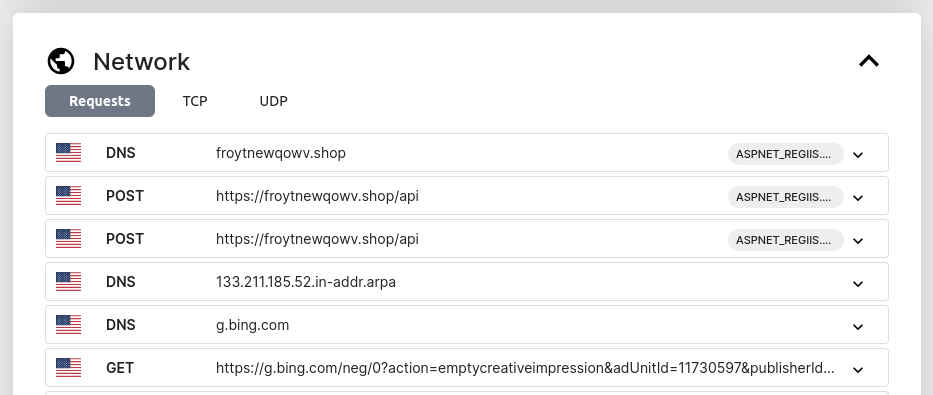 Network
Requests TCP UDP
DNS froytnewqowv.shop ASPNET_REGIIS....
POST https://froytnewqowv.shop/api ASPNET_REGIIS....
POST https://froytnewqowv.shop/api ASPNET_REGIIS....
DNS 133.211.185.52.in-addr.arpa
DNS g.bing.com
GET https://g.bing.com/neg/0?action=emptycreativeimpression&adUnitId=11730597&publisherId...